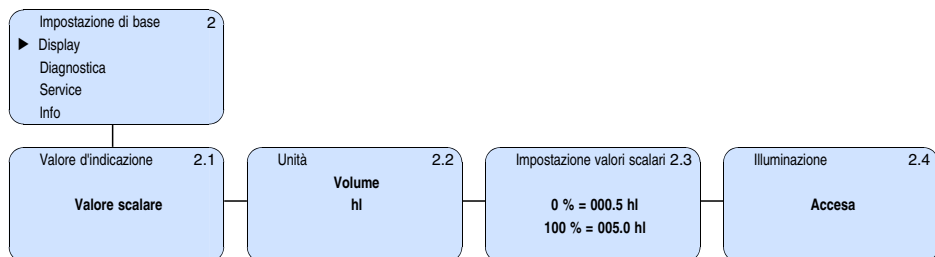 Impostazione di base 2
▶ Display
Diagnostica
Service
Info
Valore d'indicazione 2.1
Valore scalare
Unità 2.2
Volume
hl
Impostazione valori scalari 2.3
0 % = 000.5 hl
100 % = 005.0 hl
Illuminazione 2.4
Accesa